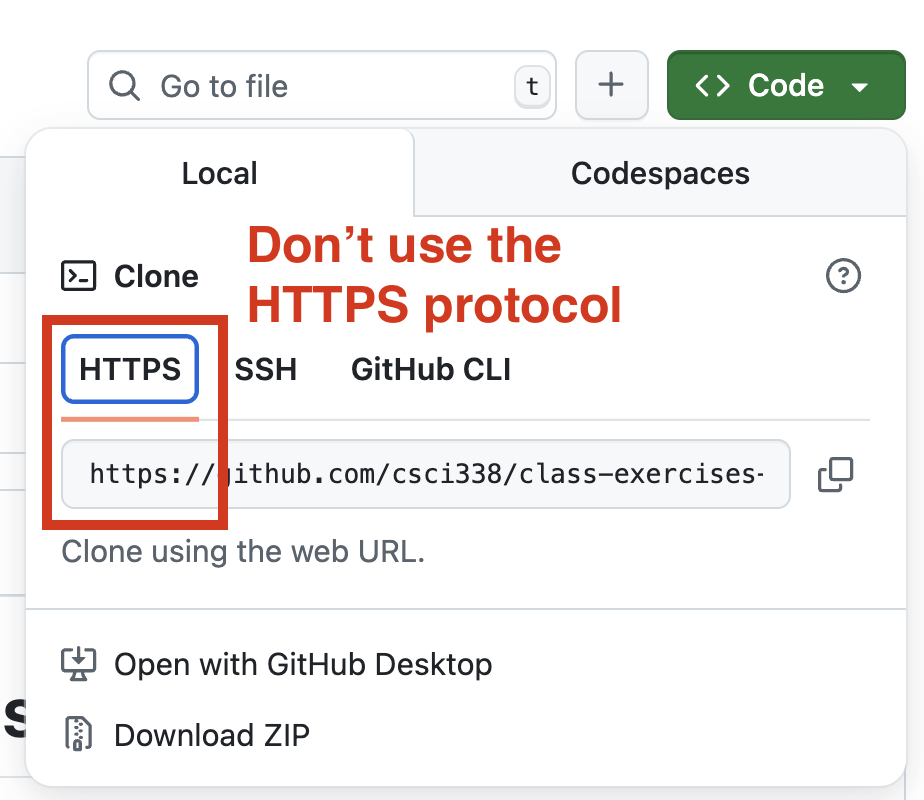 Go to file
t
Code
Local
Codespaces
Don’t use the
HTTPS protocol
Clone
HTTPS
SSH
GitHub CLI
https://github.com/csci338/class-exercises-
Clone using the web URL.
Open with GitHub Desktop
Download ZIP